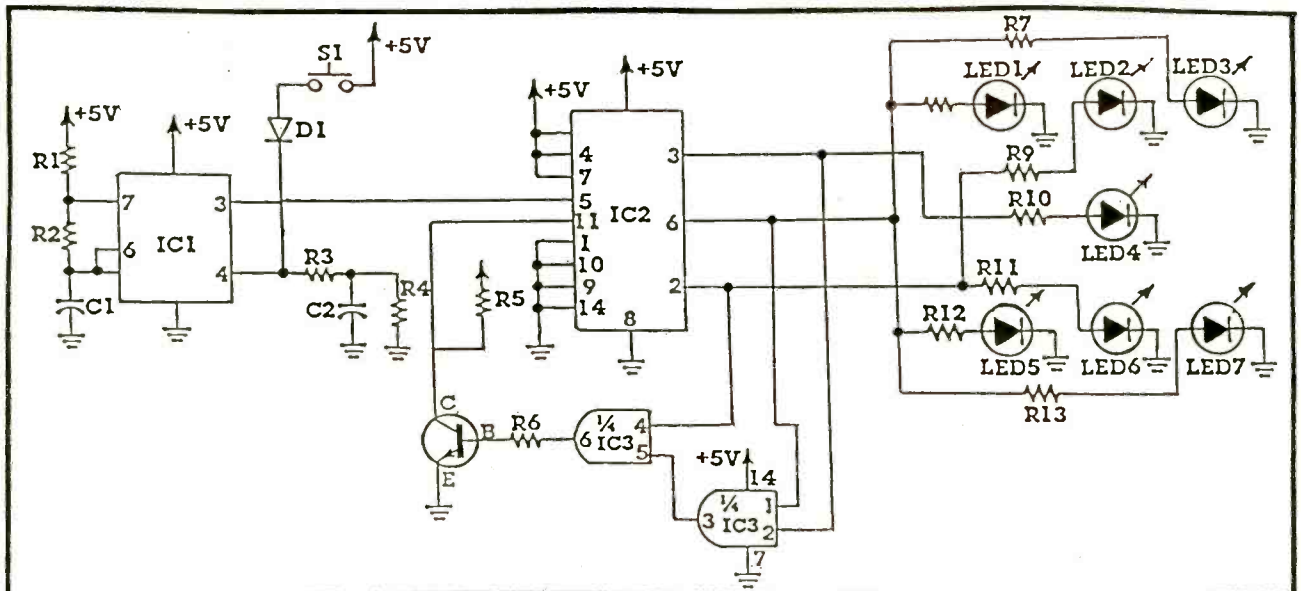 R7
S1
+5V
+5V
LED1
LED2
LED3
+5V
+5V
+5V
D1
R1
4
3
R9
7
7
3
5
IC2
R10
11
6
R2
6
IC1
1
LED4
R3
10
R11
4
2
9
C1
C2
R4
R5
14
R12
8
LED5
LED6
LED7
R13
C
B
R6
6
¼
IC3
4
5
+5V
14
E
¼
IC3
1
3
2
7